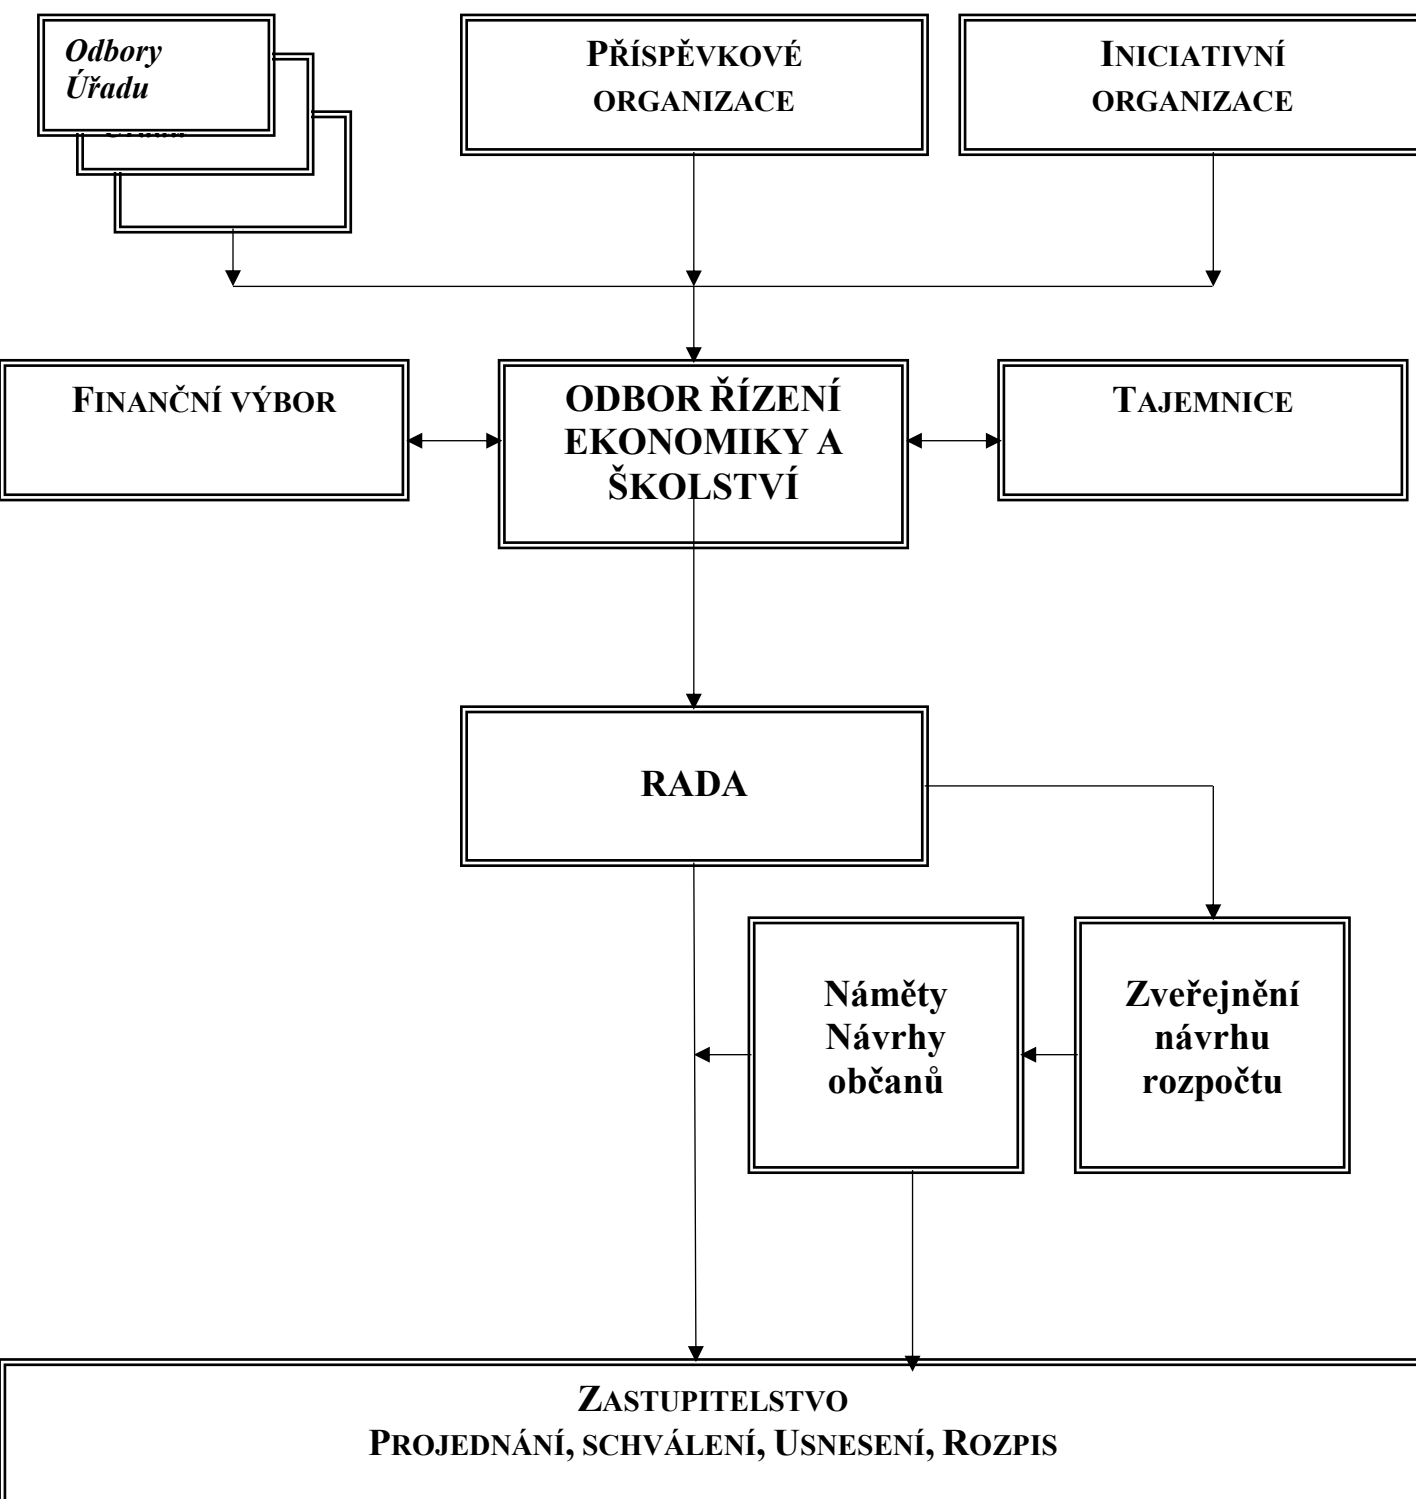 Odbory
Úřadu
PŘÍSPĚVKOVÉ
ORGANIZACE
INICIATIVNÍ
ORGANIZACE
FINANČNÍ VÝBOR
ODBOR ŘÍZENÍ
EKONOMIKY A
ŠKOLSTVÍ
TAJEMNICE
RADA
Náměty
Návrhy
občanů
Zveřejnění
návrhu
rozpočtu
ZASTUPITELSTVO
PROJEDNÁNÍ, SCHVÁLENÍ, USNESENÍ, ROZPIS